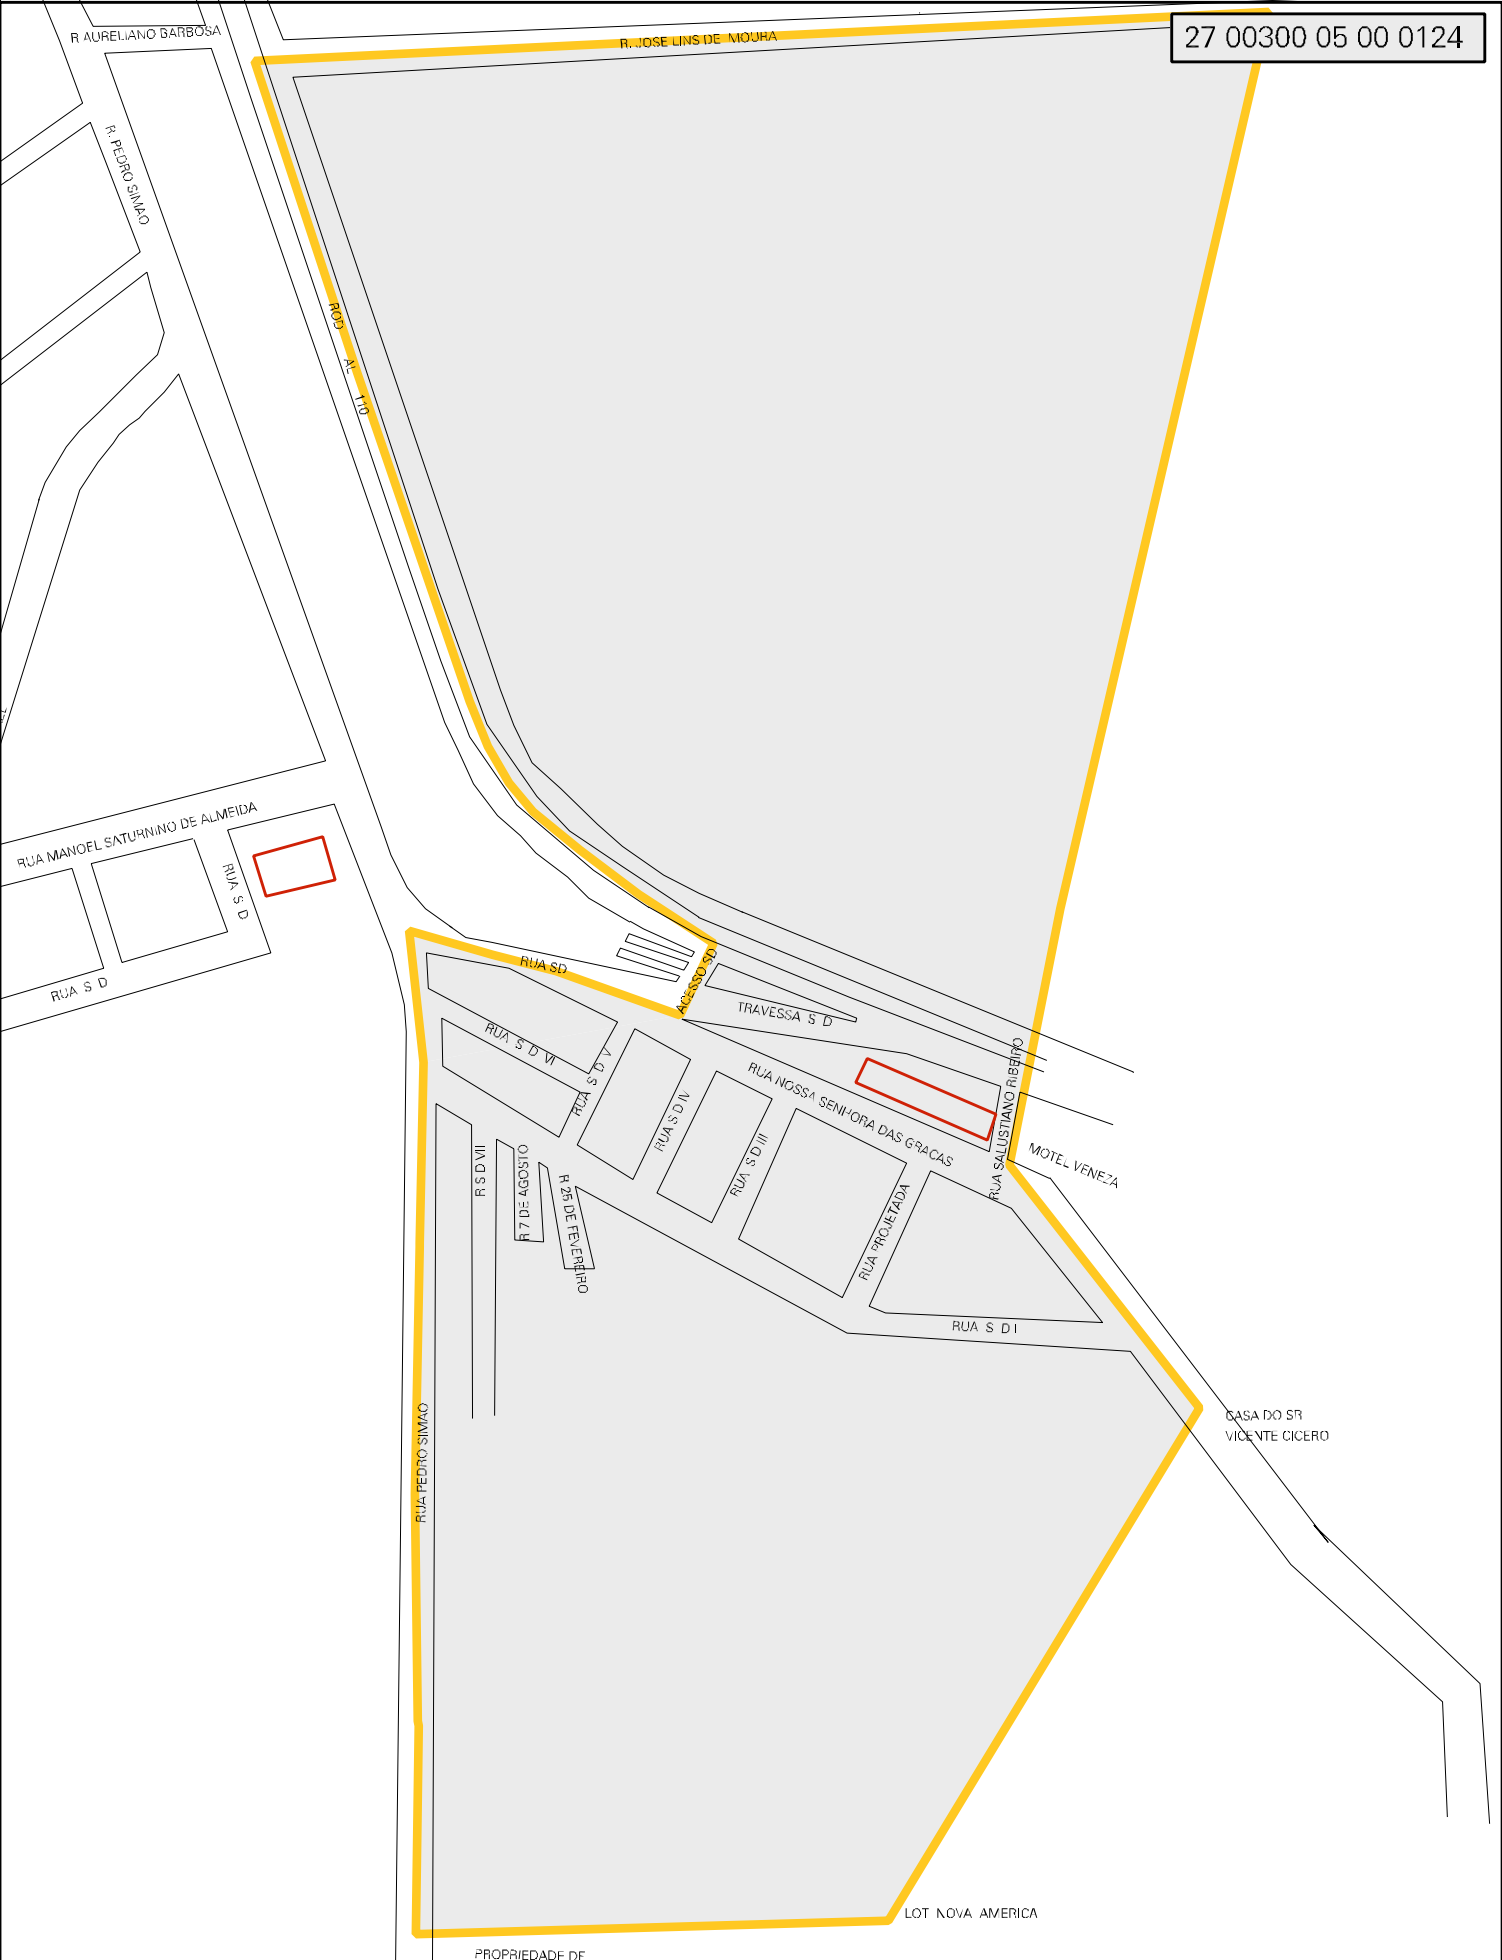 R AURELIANO BARBOSA
R. JOSE LINS DE MOURA
27 00300 05 00 0124
R. PEDRO SIMAO
ROD AL 110
RUA MANOEL SATURNINO DE ALMEIDA
RUA S D
RUA S D
RUA SD
ACESSO SD
TRAVESSA S D
RUA S D VI
RUA S D V
RUA S D IV
RUA S D III
RUA NOSSA SENHORA DAS GRACAS
RUA SALUSTIANO RIBEIRO
MOTEL VENEZA
R S D VII
R 7 DE AGOSTO
R 25 DE FEVEREIRO
RUA PROJETADA
RUA S D I
RUA PEDRO SIMAO
CASA DO SR
VICENTE CICERO
LOT NOVA AMERICA
PROPRIEDADE DE